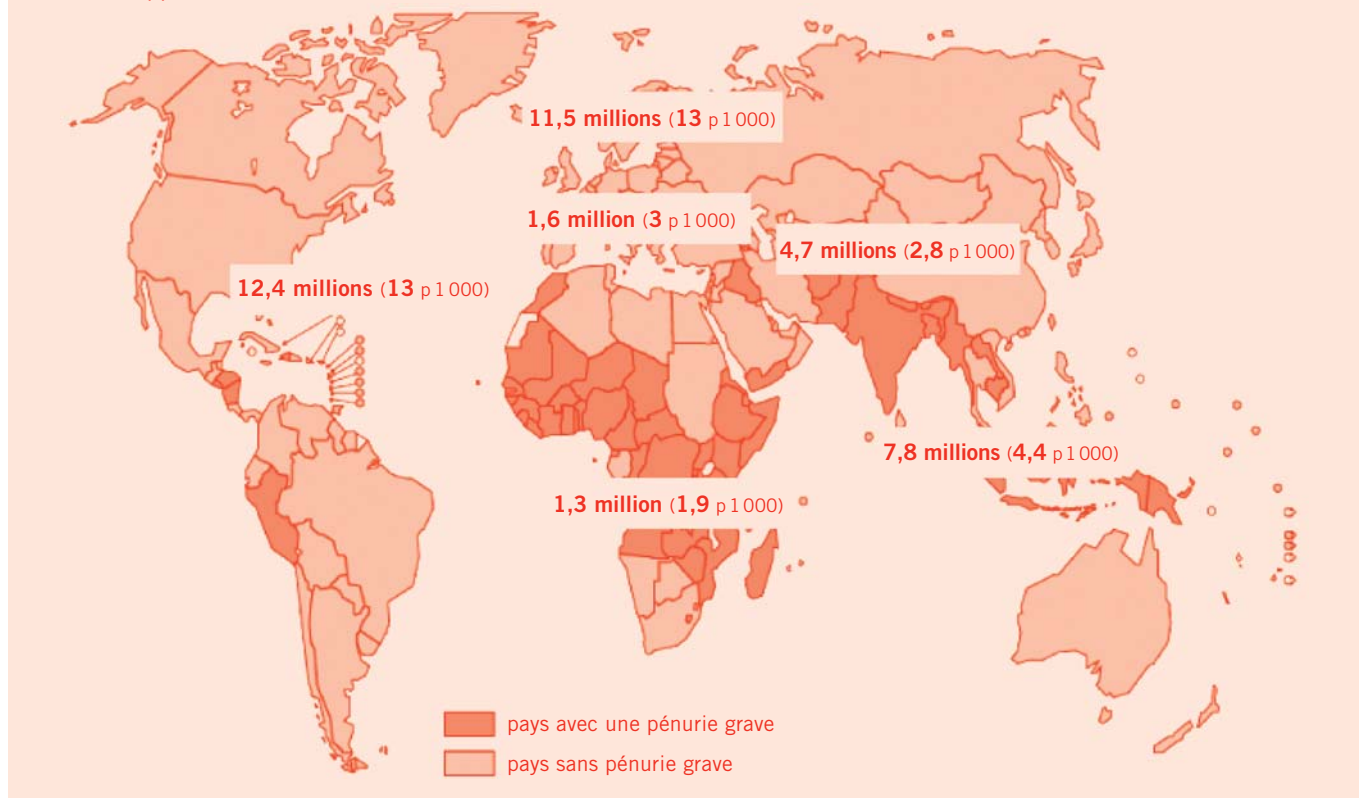 11,5 millions (13 p 1 000)
1,6 million (3 p 1 000)
4,7 millions (2,8 p 1 000)
12,4 millions (13 p 1 000)
7,8 millions (4,4 p 1 000)
1,3 million (1,9 p 1 000)
pays avec une pénurie grave
pays sans pénurie grave